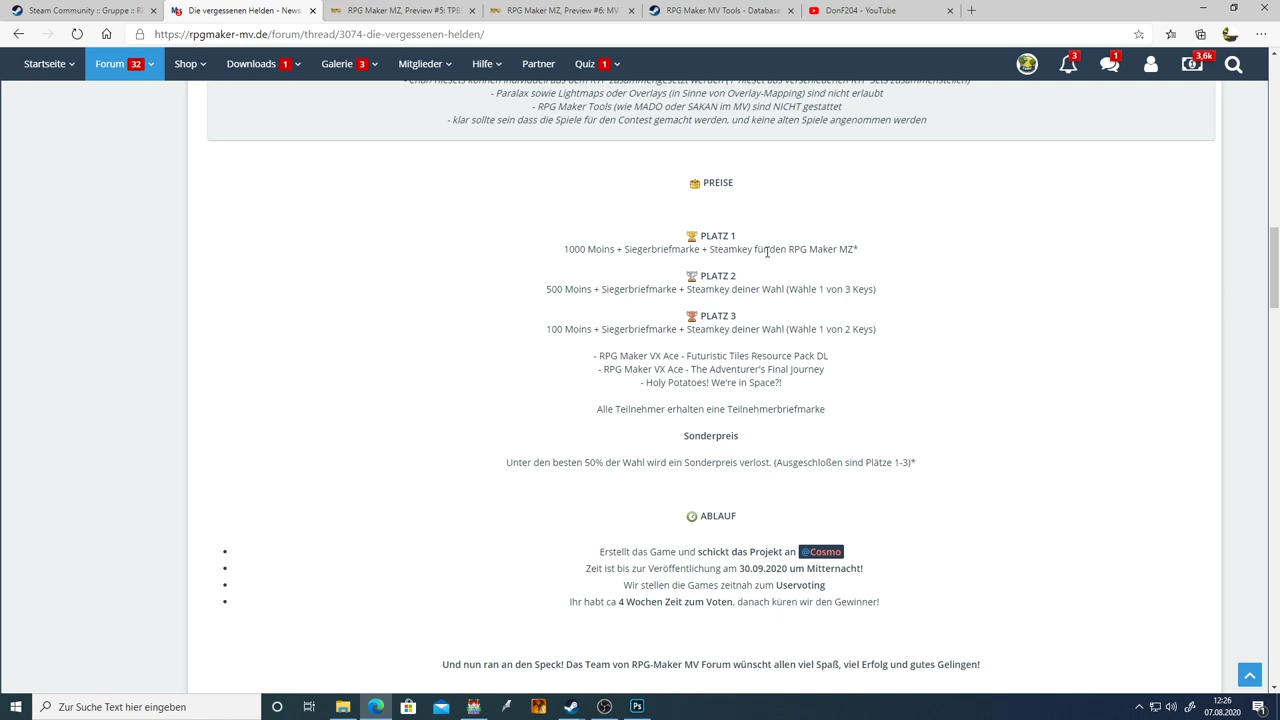 Steam Community :: Gruppe :: R
Die vergessenen Helden - News
RPG Maker MZ, Preview #5: TPB
RPG Maker MZ, Preview #6: MV
RPG Maker MV Tools - Database
DonF204 - YouTube
https://rpgmaker-mv.de/forum/thread/3074-die-vergessenen-helden/
Startseite
Forum 32
Shop
Downloads 1
Galerie 3
Mitglieder
Hilfe
Partner
Quiz 1
3
1
3,6k
- Paralax sowie Lightmaps oder Overlays (in Sinne von Overlay-Mapping) sind nicht erlaubt
- RPG Maker Tools (wie MADO oder SAKAN im MV) sind NICHT gestattet
- klar sollte sein dass die Spiele für den Contest gemacht werden, und keine alten Spiele angenommen werden
PREISE
PLATZ 1
1000 Moins + Siegerbriefmarke + Steamkey für den RPG Maker MZ*
PLATZ 2
500 Moins + Siegerbriefmarke + Steamkey deiner Wahl (Wähle 1 von 3 Keys)
PLATZ 3
100 Moins + Siegerbriefmarke + Steamkey deiner Wahl (Wähle 1 von 2 Keys)
- RPG Maker VX Ace - Futuristic Tiles Resource Pack DL
- RPG Maker VX Ace - The Adventurer's Final Journey
- Holy Potatoes! We're in Space?!
Alle Teilnehmer erhalten eine Teilnehmerbriefmarke
Sonderpreis
Unter den besten 50% der Wahl wird ein Sonderpreis verlost. (Ausgeschloßen sind Plätze 1-3)*
ABLAUF
Erstellt das Game und schickt das Projekt an @Cosmo
Zeit ist bis zur Veröffentlichung am 30.09.2020 um Mitternacht!
Wir stellen die Games zeitnah zum Uservoting
Ihr habt ca 4 Wochen Zeit zum Voten, danach küren wir den Gewinner!
Und nun ran an den Speck! Das Team von RPG-Maker MV Forum wünscht allen viel Spaß, viel Erfolg und gutes Gelingen!
Zur Suche Text hier eingeben
12:26
07.08.2020